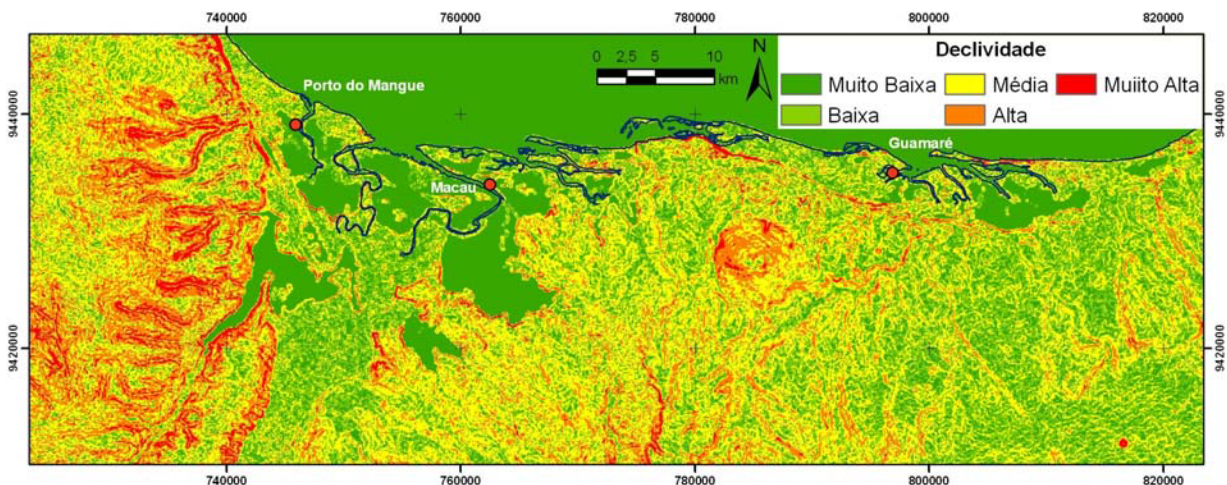 740000 760000 780000 800000 820000
Declividade
Muito Baixa Média Muiito Alta
Baixa Alta
0 2,5 5 10
km
N
Porto do Mangue
Macau
Guamaré
9440000 9440000
9420000 9420000
740000 760000 780000 800000 820000